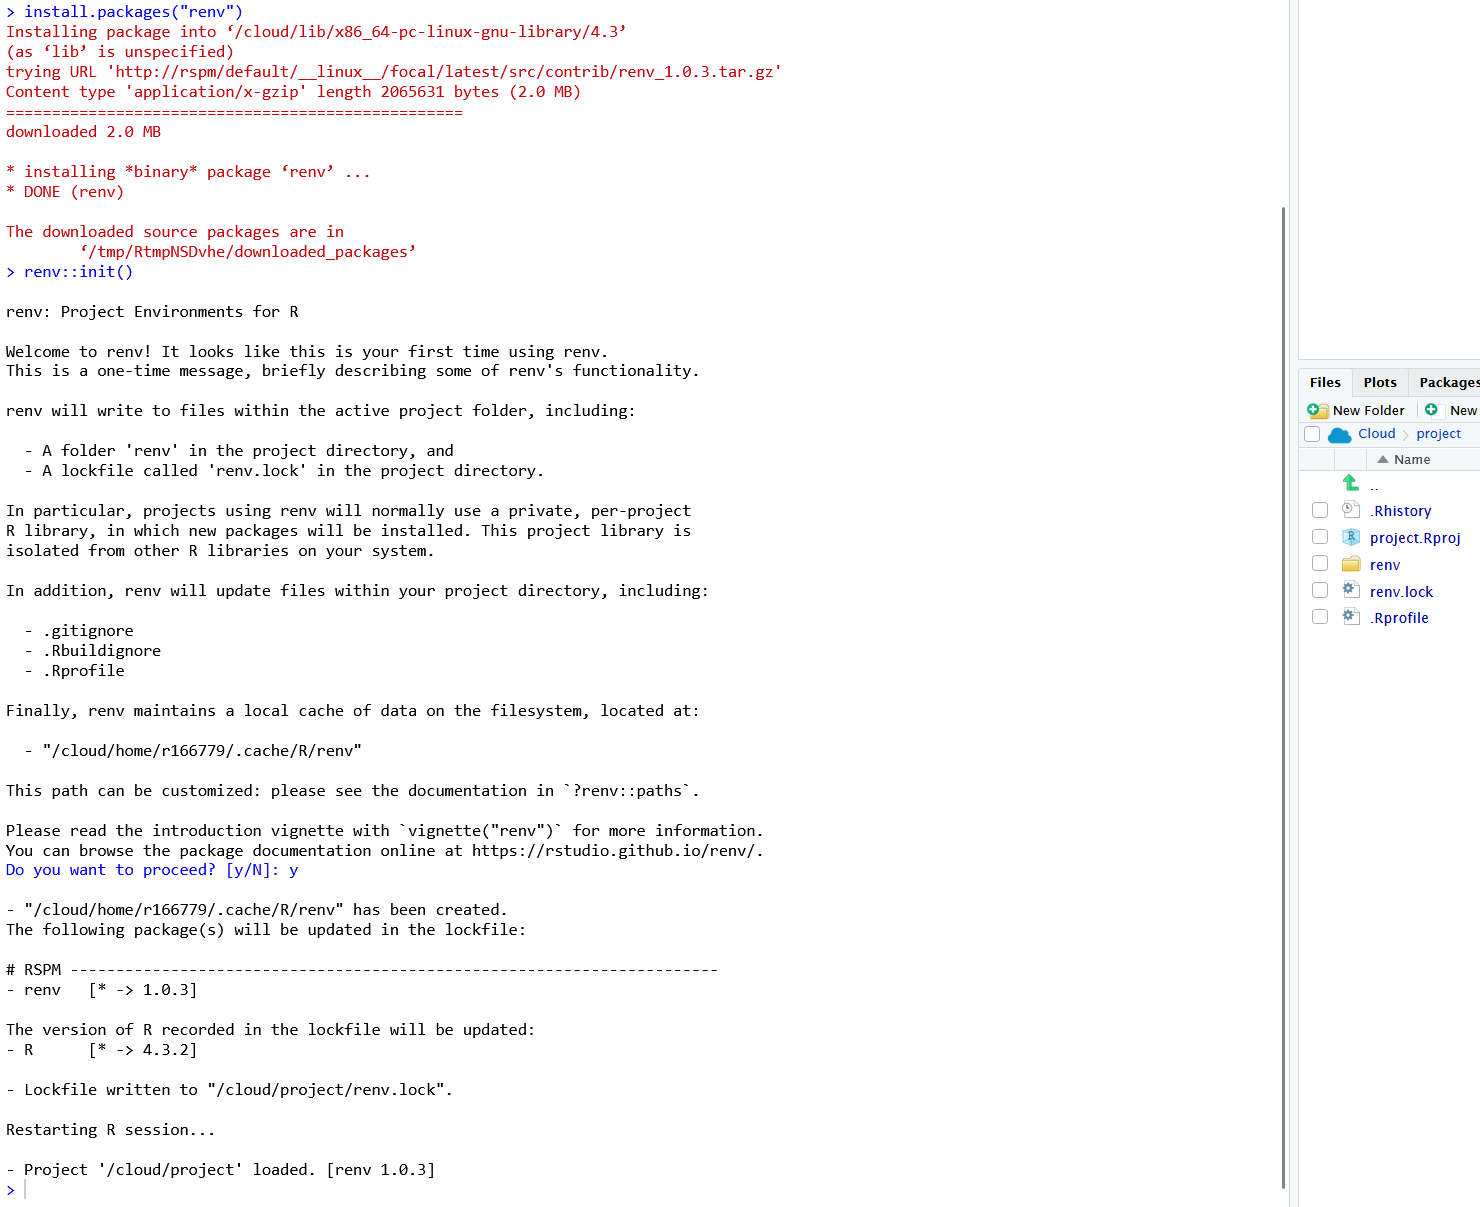 > install.packages("renv")
Installing package into ‘/cloud/lib/x86_64-pc-linux-gnu-library/4.3’
(as ‘lib’ is unspecified)
trying URL 'http://rspm/default/__linux__/focal/latest/src/contrib/renv_1.0.3.tar.gz'
Content type 'application/x-gzip' length 2065631 bytes (2.0 MB)
==================================================
downloaded 2.0 MB
* installing *binary* package ‘renv’ ...
* DONE (renv)
The downloaded source packages are in
‘/tmp/RtmpNSDvhe/downloaded_packages’
> renv::init()
renv: Project Environments for R
Welcome to renv! It looks like this is your first time using renv.
This is a one-time message, briefly describing some of renv's functionality.
renv will write to files within the active project folder, including:
- A folder 'renv' in the project directory, and
- A lockfile called 'renv.lock' in the project directory.
In particular, projects using renv will normally use a private, per-project
R library, in which new packages will be installed. This project library is
isolated from other R libraries on your system.
In addition, renv will update files within your project directory, including:
- .gitignore
- .Rbuildignore
- .Rprofile
Finally, renv maintains a local cache of data on the filesystem, located at:
- "/cloud/home/r166779/.cache/R/renv"
This path can be customized: please see the documentation in `?renv::paths`.
Please read the introduction vignette with `vignette("renv")` for more information.
You can browse the package documentation online at https://rstudio.github.io/renv/.
Do you want to proceed? [y/N]: y
- "/cloud/home/r166779/.cache/R/renv" has been created.
The following package(s) will be updated in the lockfile:
# RSPM -----------------------------------------------------------------------
- renv   [* -> 1.0.3]
The version of R recorded in the lockfile will be updated:
- R      [* -> 4.3.2]
- Lockfile written to "/cloud/project/renv.lock".
Restarting R session...
- Project '/cloud/project' loaded. [renv 1.0.3]
>
Files Plots Packages
New Folder New
Cloud project
Name
..
.Rhistory
project.Rproj
renv
renv.lock
.Rprofile